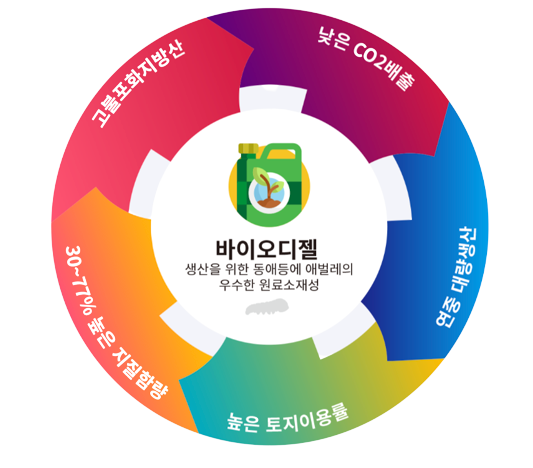 낮은 CO2배출
연중 대량생산
높은 토지이용률
30~77% 높은 지질함량
고불포화지방산
바이오디젤
생산을 위한 동애등에 애벌레의
우수한 원료소재성